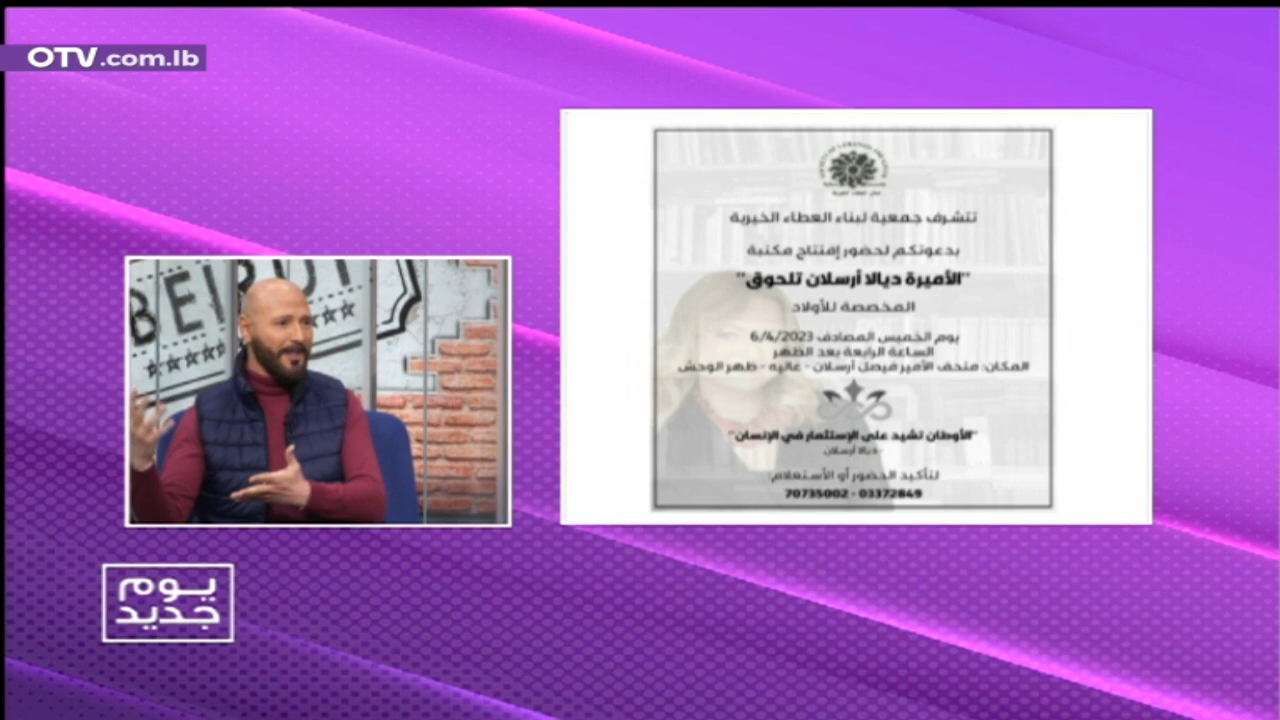 OTV.com.lb
BEIRUT
تتشرف جمعية لبناء العطاء الخيرية
بدعوتكم لحضور إفتتاح مكتبة
"الأميرة ديالا أرسلان تلحوق"
المخصصة للأولاد
يوم الخميس المصادف 6/4/2023
الساعة الرابعة بعد الظهر
المكان: متحف الأمير فيصل أرسلان - عاليه - ظهر الوحش
"الأوطان تشيد على الإستثمار في الإنسان"
- ديالا أرسلان
لتأكيد الحضور أو الأستعلام:
70735002 - 03372849
يوم
جديد